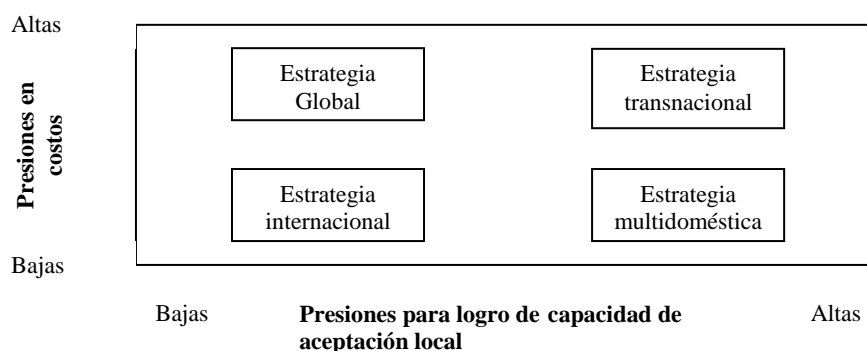 Altas
Estrategia
Global
Estrategia
transnacional
Presiones en
costos
Estrategia
internacional
Estrategia
multidoméstica
Bajas
Bajas
Presiones para logro de capacidad de
aceptación local
Altas